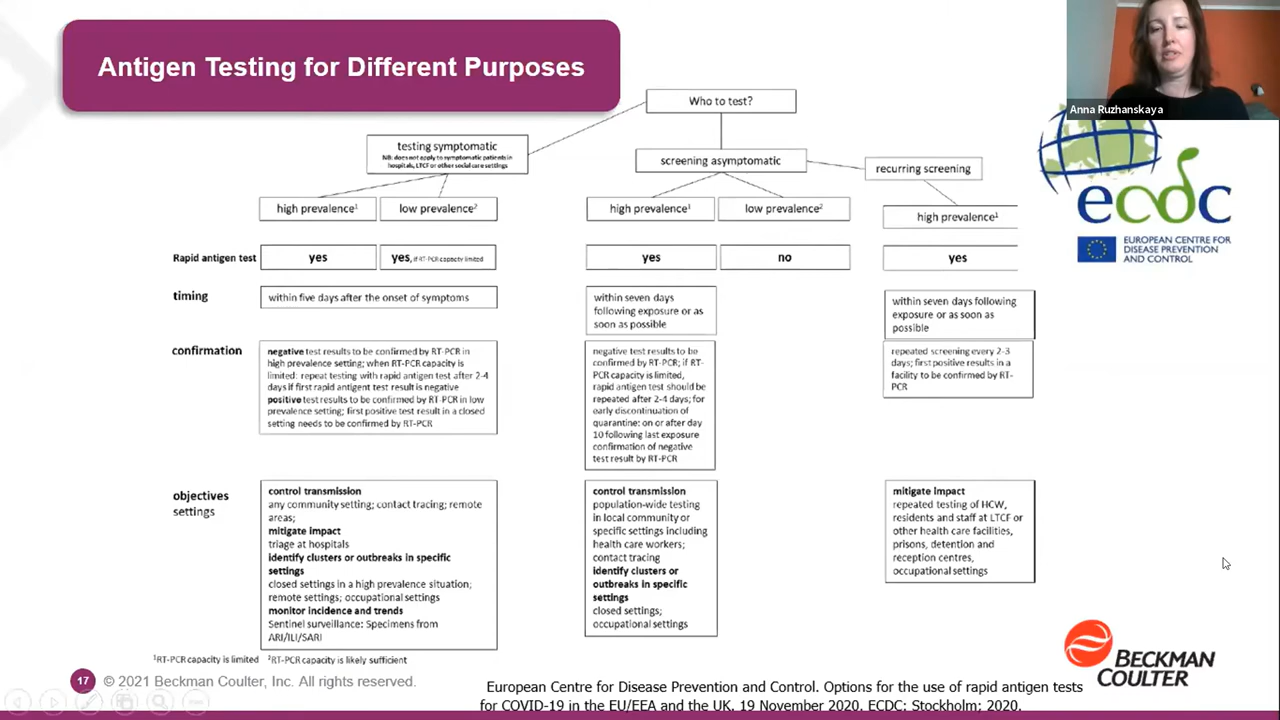 Antigen Testing for Different Purposes
Anna Ruzhanskaya
Who to test?
testing symptomatic
NB: does not apply to symptomatic patients in
hospitals, LTCF or other social care settings
screening asymptomatic
recurring screening
high prevalence¹
low prevalence²
high prevalence¹
low prevalence²
high prevalence¹
ecdc
EUROPEAN CENTRE FOR
DISEASE PREVENTION
AND CONTROL
Rapid antigen test
yes
yes, if RT-PCR capacity limited
yes
no
yes
timing
within five days after the onset of symptoms
within seven days
following exposure or as
soon as possible
within seven days following
exposure or as soon as
possible
confirmation
negative test results to be confirmed by RT-PCR in
high prevalence setting; when RT-PCR capacity is
limited: repeat testing with rapid antigen test after 2-4
days if first rapid antigent test result is negative
positive test results to be confirmed by RT-PCR in low
prevalence setting; first positive test result in a closed
setting needs to be confirmed by RT-PCR
negative test results to be
confirmed by RT-PCR; if RT-
PCR capacity is limited,
rapid antigen test should be
repeated after 2-4 days; for
early discontinuation of
quarantine: on or after day
10 following last exposure
confirmation of negative
test result by RT-PCR
repeated screening every 2-3
days; first positive results in a
facility to be confirmed by RT-
PCR
objectives
settings
control transmission
any community setting; contact tracing; remote
areas;
mitigate impact
triage at hospitals
identify clusters or outbreaks in specific
settings
closed settings in a high prevalence situation;
remote settings; occupational settings
monitor incidence and trends
Sentinel surveillance: Specimens from
ARI/ILI/SARI
control transmission
population-wide testing
in local community or
specific settings including
health care workers;
contact tracing
identify clusters or
outbreaks in specific
settings
closed settings;
occupational settings
mitigate impact
repeated testing of HCW,
residents and staff at LTCF or
other health care facilities,
prisons, detention and
reception centres,
occupational settings
¹RT-PCR capacity is limited ²RT-PCR capacity is likely sufficient
17 © 2021 Beckman Coulter, Inc. All rights reserved.
BECKMAN
COULTER
European Centre for Disease Prevention and Control. Options for the use of rapid antigen tests
for COVID-19 in the EU/EEA and the UK. 19 November 2020. ECDC: Stockholm; 2020.